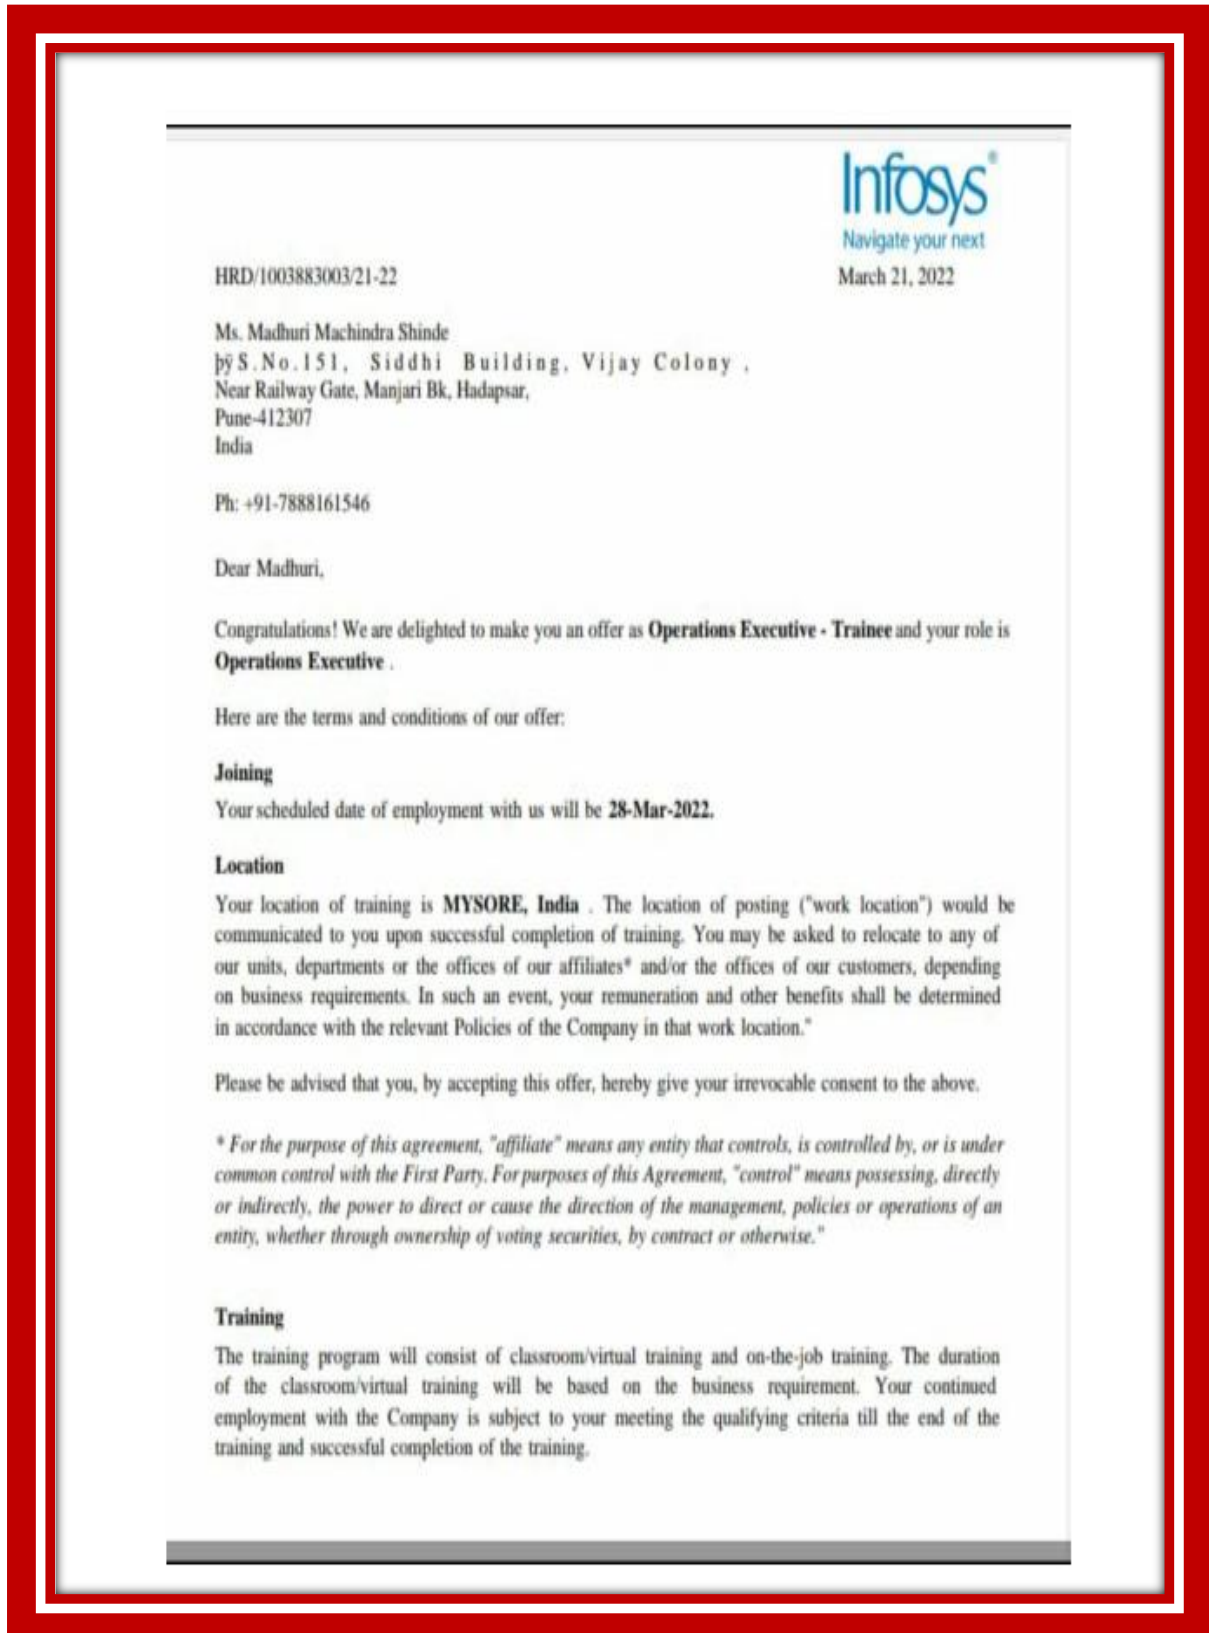 Infosys®
Navigate your next
HRD/1003883003/21-22
March 21, 2022
Ms. Madhuri Machindra Shinde
þÿS.No.151, Siddhi Building, Vijay Colony ,
Near Railway Gate, Manjari Bk, Hadapsar,
Pune-412307
India
Ph: +91-7888161546
Dear Madhuri,
Congratulations! We are delighted to make you an offer as Operations Executive - Trainee and your role is
Operations Executive .
Here are the terms and conditions of our offer:
Joining
Your scheduled date of employment with us will be 28-Mar-2022.
Location
Your location of training is MYSORE, India . The location of posting ("work location") would be
communicated to you upon successful completion of training. You may be asked to relocate to any of
our units, departments or the offices of our affiliates* and/or the offices of our customers, depending
on business requirements. In such an event, your remuneration and other benefits shall be determined
in accordance with the relevant Policies of the Company in that work location."
Please be advised that you, by accepting this offer, hereby give your irrevocable consent to the above.
* For the purpose of this agreement, "affiliate" means any entity that controls, is controlled by, or is under
common control with the First Party. For purposes of this Agreement, "control" means possessing, directly
or indirectly, the power to direct or cause the direction of the management, policies or operations of an
entity, whether through ownership of voting securities, by contract or otherwise."
Training
The training program will consist of classroom/virtual training and on-the-job training. The duration
of the classroom/virtual training will be based on the business requirement. Your continued
employment with the Company is subject to your meeting the qualifying criteria till the end of the
training and successful completion of the training.